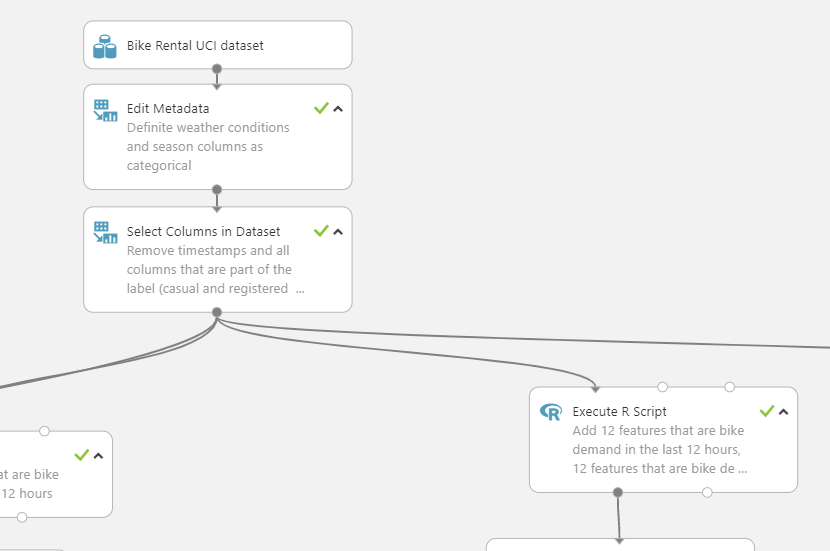 Bike Rental UCI dataset
Edit Metadata
Definite weather conditions
and season columns as
categorical
Select Columns in Dataset
Remove timestamps and all
columns that are part of the
label (casual and registered ...
Execute R Script
Add 12 features that are bike
demand in the last 12 hours,
12 features that are bike de ...
at are bike
12 hours